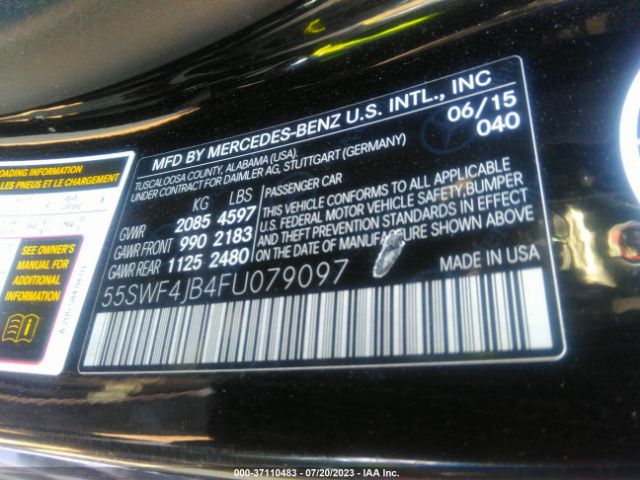 MFD BY MERCEDES-BENZ U.S. INTL., INC
TUSCALOOSA COUNTY, ALABAMA (USA)
UNDER CONTRACT FOR DAIMLER AG, STUTTGART (GERMANY)
06/15
040
KG LBS
GVWR 2085 4597
GAWR FRONT 990 2183
GAWR REAR 1125 2480
PASSENGER CAR
THIS VEHICLE CONFORMS TO ALL APPLICABLE
U.S. FEDERAL MOTOR VEHICLE SAFETY, BUMPER
AND THEFT PREVENTION STANDARDS IN EFFECT
ON THE DATE OF MANUFACTURE SHOWN ABOVE
55SWF4JB4FU079097
MADE IN USA
LOADING INFORMATION
LES PNEUS ET LE CHARGEMENT
SEE OWNER'S
MANUAL FOR
ADDITIONAL
INFORMATION
000-37110483 - 07/20/2023 - IAA Inc.